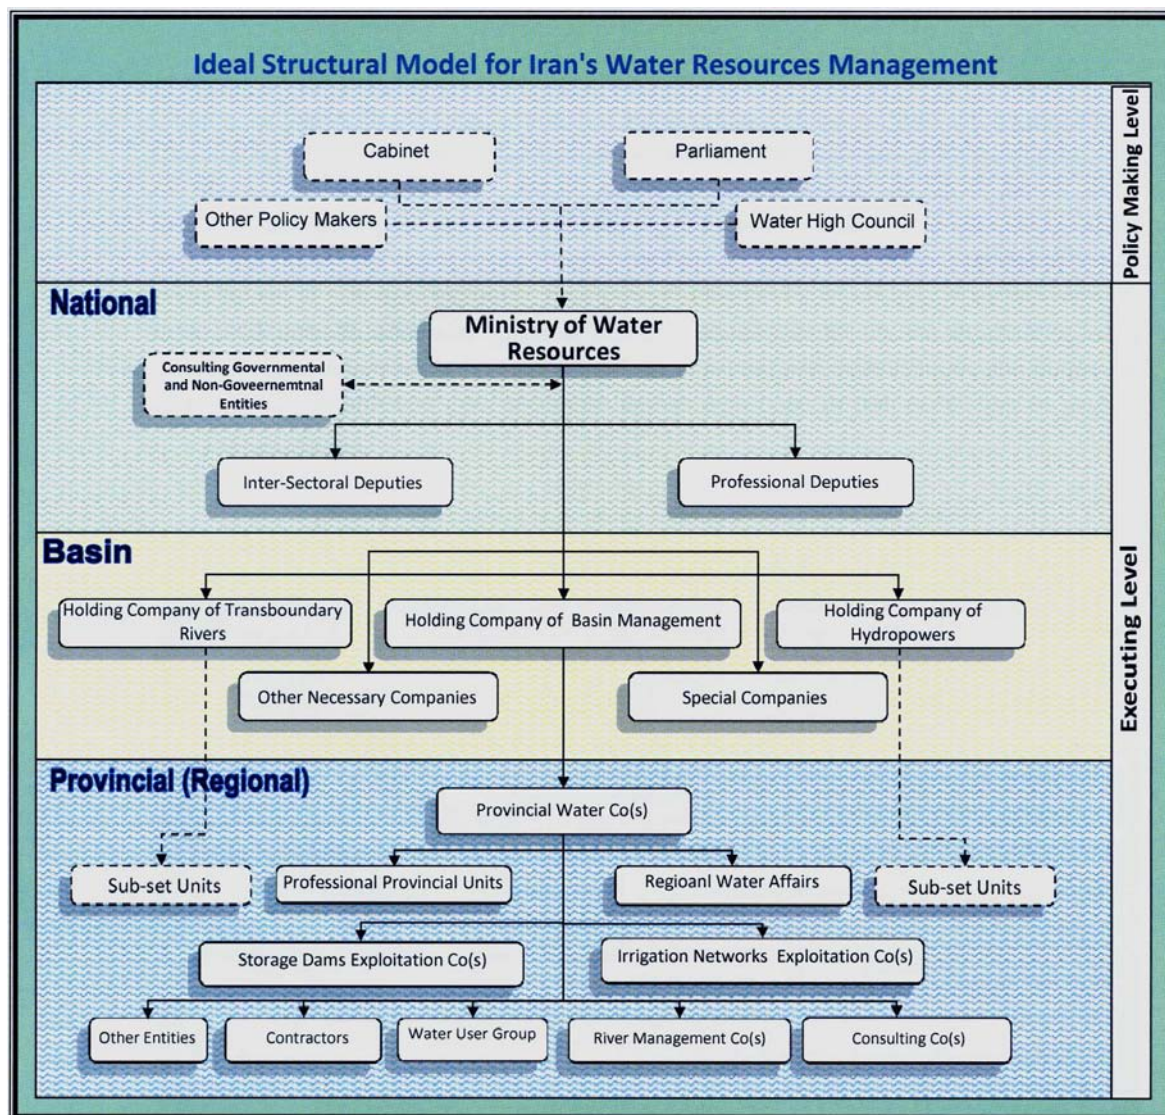 Ideal Structural Model for Iran's Water Resources Management
Policy Making Level
Cabinet
Parliament
Other Policy Makers
Water High Council
Executing Level
National
Ministry of Water
Resources
Consulting Governmental
and Non-Goveernemtnal
Entities
Inter-Sectoral Deputies
Professional Deputies
Basin
Holding Company of Transboundary
Rivers
Holding Company of Basin Management
Holding Company of
Hydropowers
Other Necessary Companies
Special Companies
Provincial (Regional)
Provincial Water Co(s)
Sub-set Units
Professional Provincial Units
Regioanl Water Affairs
Sub-set Units
Storage Dams Exploitation Co(s)
Irrigation Networks Exploitation Co(s)
Other Entities
Contractors
Water User Group
River Management Co(s)
Consulting Co(s)